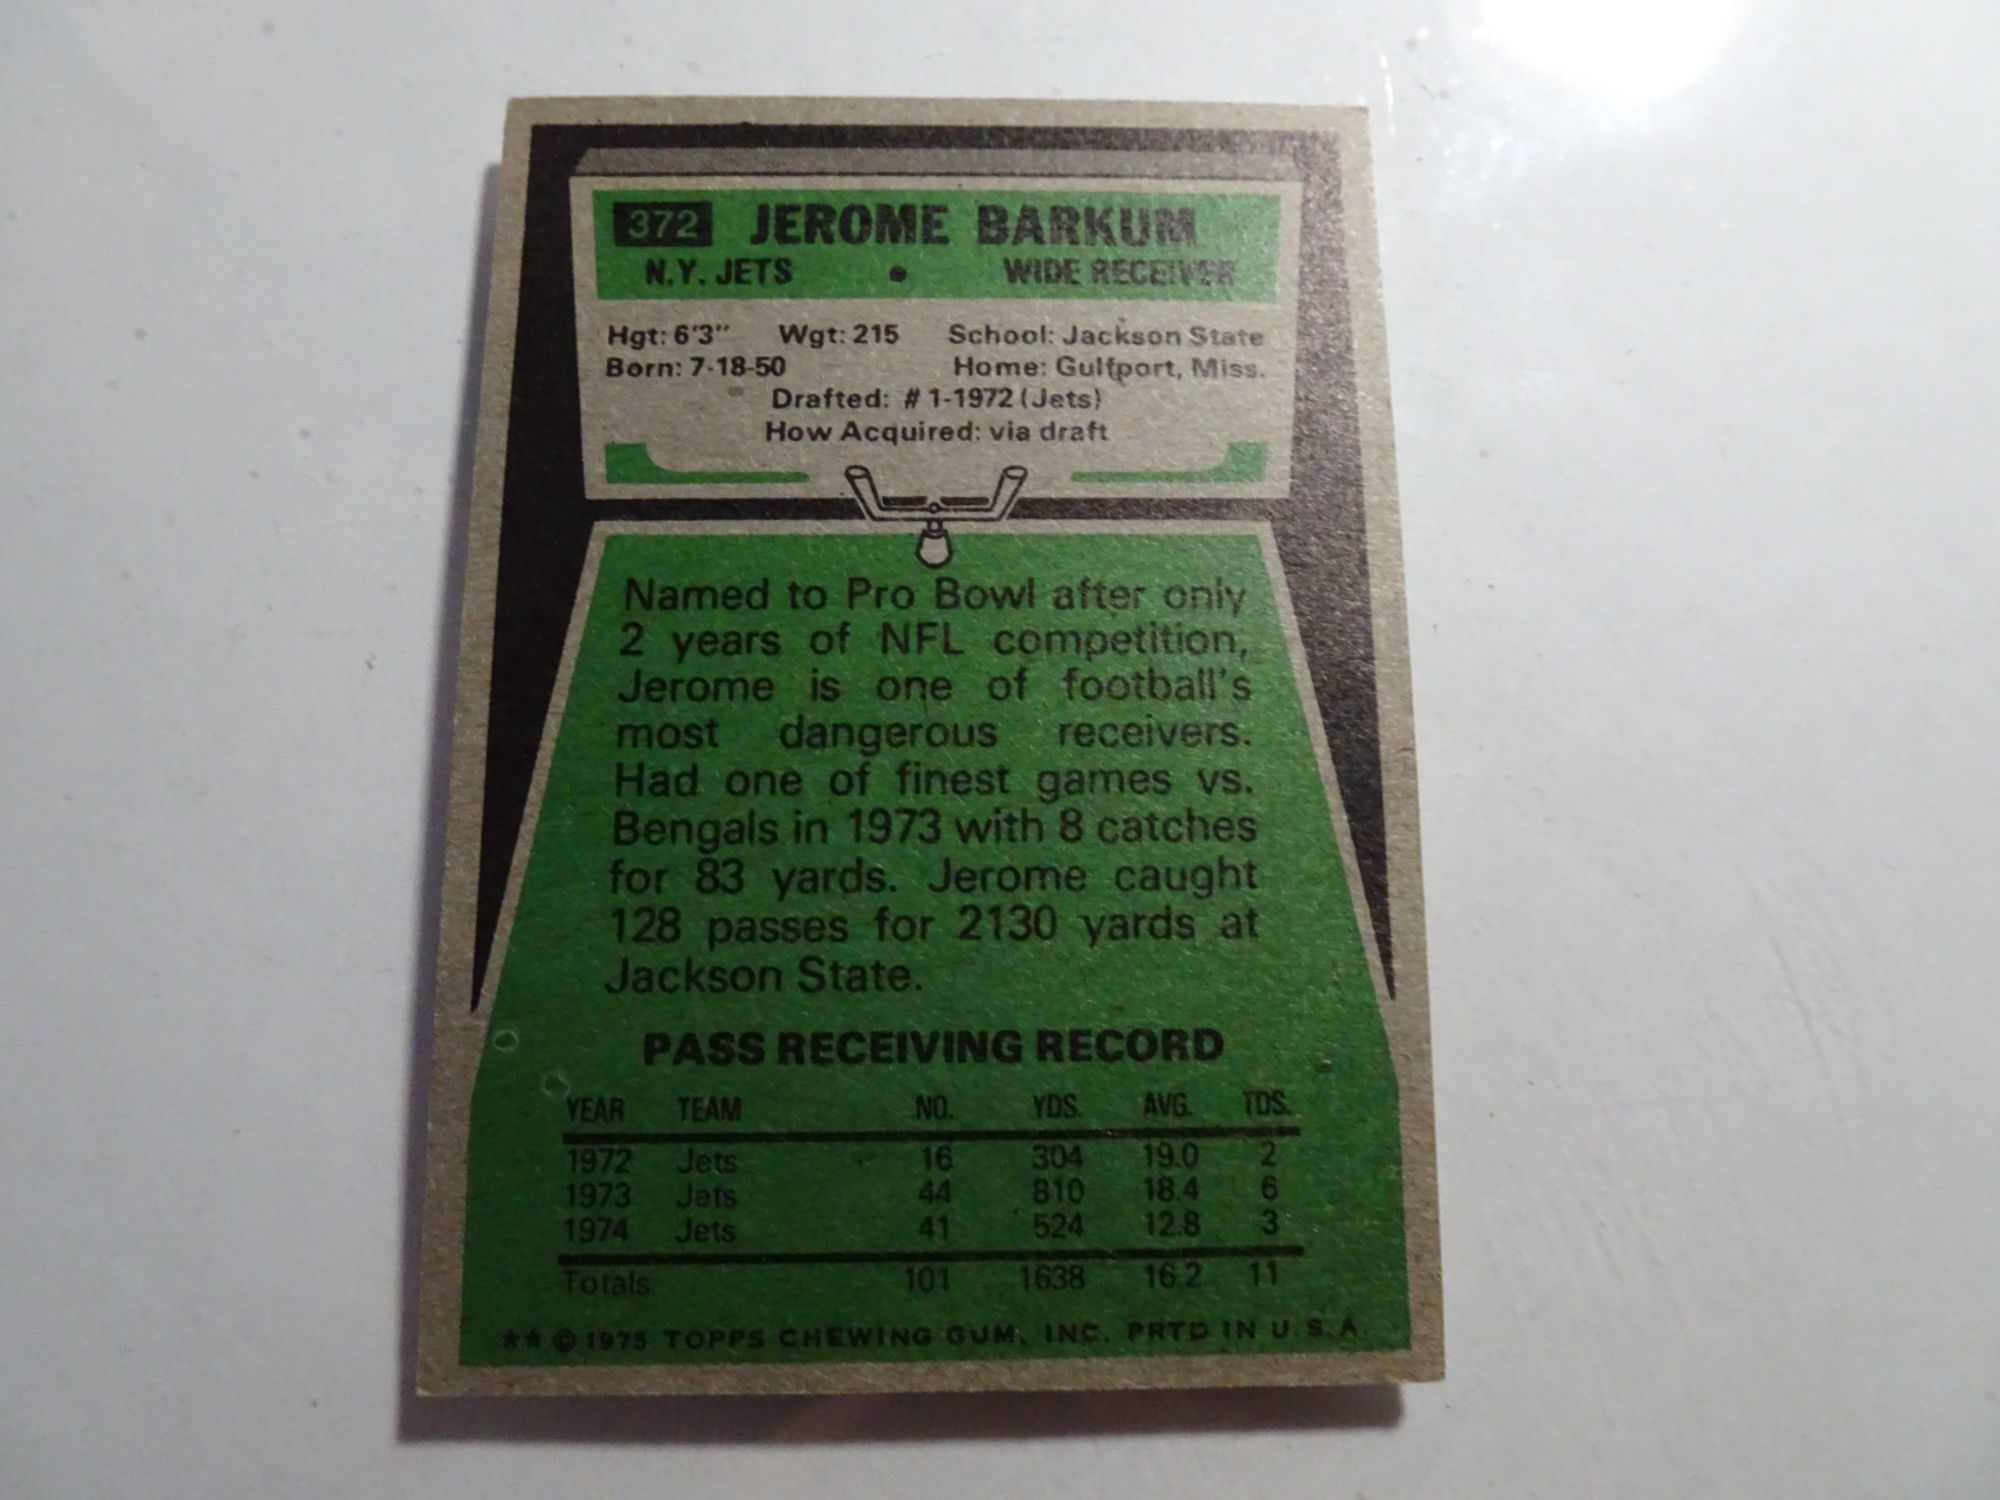 372 JEROME BARKUM
N.Y. JETS • WIDE RECEIVER
Hgt: 6'3" Wgt: 215 School: Jackson State
Born: 7-18-50 Home: Gulfport, Miss.
Drafted: #1-1972 (Jets)
How Acquired: via draft
Named to Pro Bowl after only
2 years of NFL competition,
Jerome is one of football's
most dangerous receivers.
Had one of finest games vs.
Bengals in 1973 with 8 catches
for 83 yards. Jerome caught
128 passes for 2130 yards at
Jackson State.
PASS RECEIVING RECORD
YEAR TEAM NO. YDS. AVG. TDS.
1972 Jets 16 304 19.0 2
1973 Jets 44 810 18.4 6
1974 Jets 41 524 12.8 3
Totals 101 1638 16.2 11
** © 1975 TOPPS CHEWING GUM, INC. PRTD IN U.S.A.